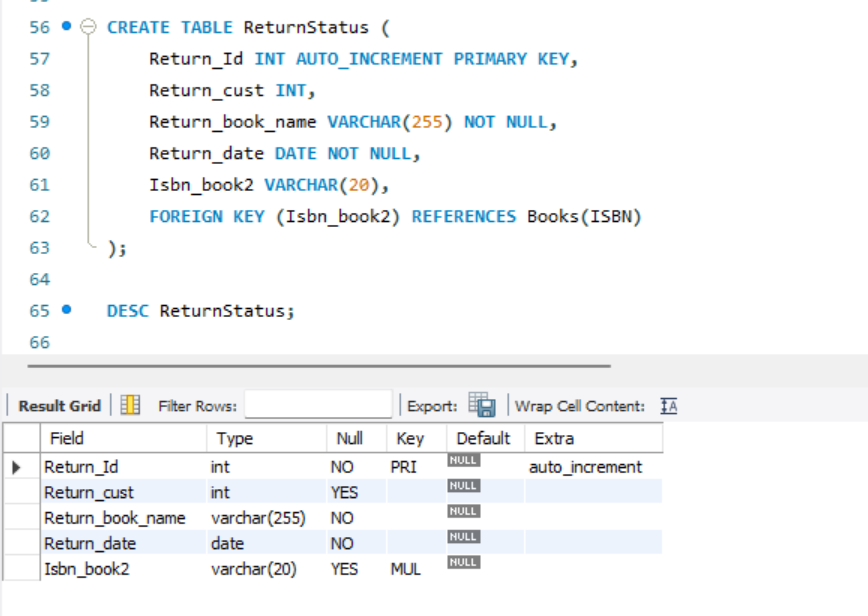 56 CREATE TABLE ReturnStatus (
57 Return_Id INT AUTO_INCREMENT PRIMARY KEY,
58 Return_cust INT,
59 Return_book_name VARCHAR(255) NOT NULL,
60 Return_date DATE NOT NULL,
61 Isbn_book2 VARCHAR(20),
62 FOREIGN KEY (Isbn_book2) REFERENCES Books(ISBN)
63 );
64
65 DESC ReturnStatus;
66
Result Grid Filter Rows: Export: Wrap Cell Content: IA
Field Type Null Key Default Extra
Return_Id int NO PRI NULL auto_increment
Return_cust int YES NULL
Return_book_name varchar(255) NO NULL
Return_date date NO NULL
Isbn_book2 varchar(20) YES MUL NULL